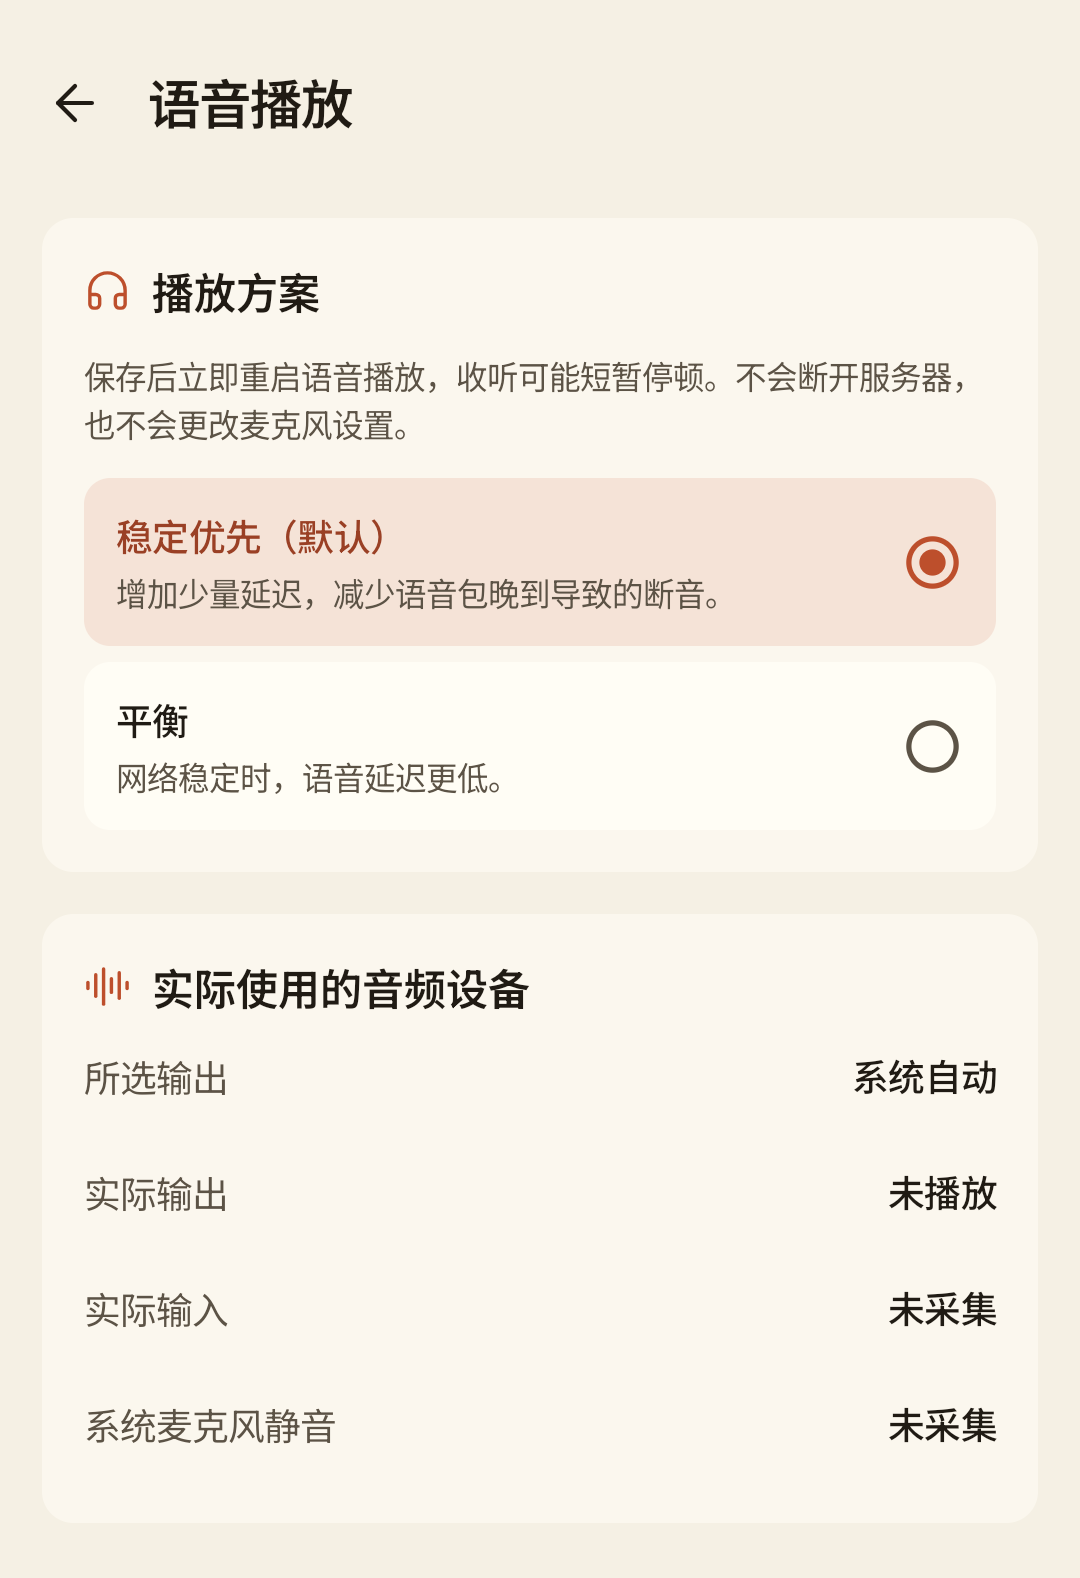 语音播放
播放方案
保存后立即重启语音播放，收听可能短暂停顿。不会断开服务器，
也不会更改麦克风设置。
稳定优先（默认）
增加少量延迟，减少语音包晚到导致的断音。
平衡
网络稳定时，语音延迟更低。
实际使用的音频设备
所选输出 系统自动
实际输出 未播放
实际输入 未采集
系统麦克风静音 未采集